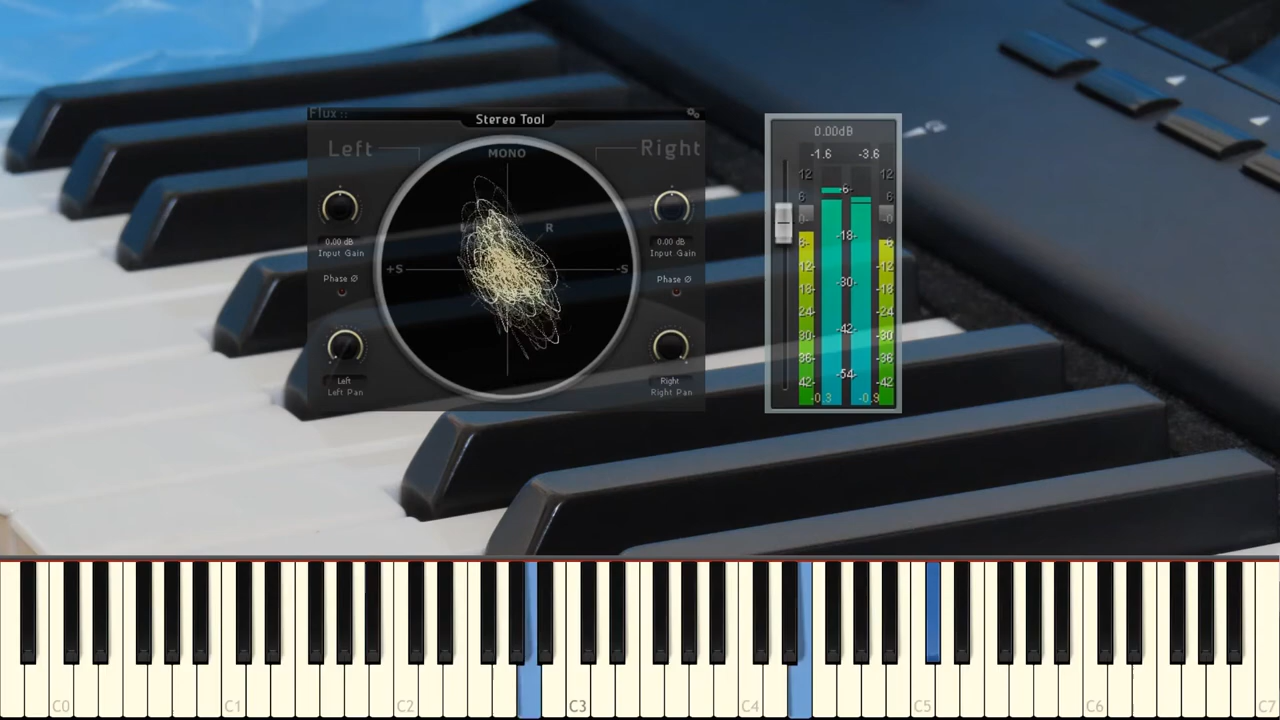 Flux ::
Stereo Tool
Left
MONO
Right
R
+S
-S
0.00 dB
Input Gain
Phase Ø
Left
Left Pan
0.00 dB
Input Gain
Phase Ø
Right
Right Pan
0.00dB
-1.6 -3.6
12 12
6 -6- 6
-0 0-
6- -6
-18-
12- -12
18- -30- -18
24- -24
30- -42- -30
36- -36
-54-
42- -42
-0.3 -0.9
C0 C1 C2 C3 C4 C5 C6 C7